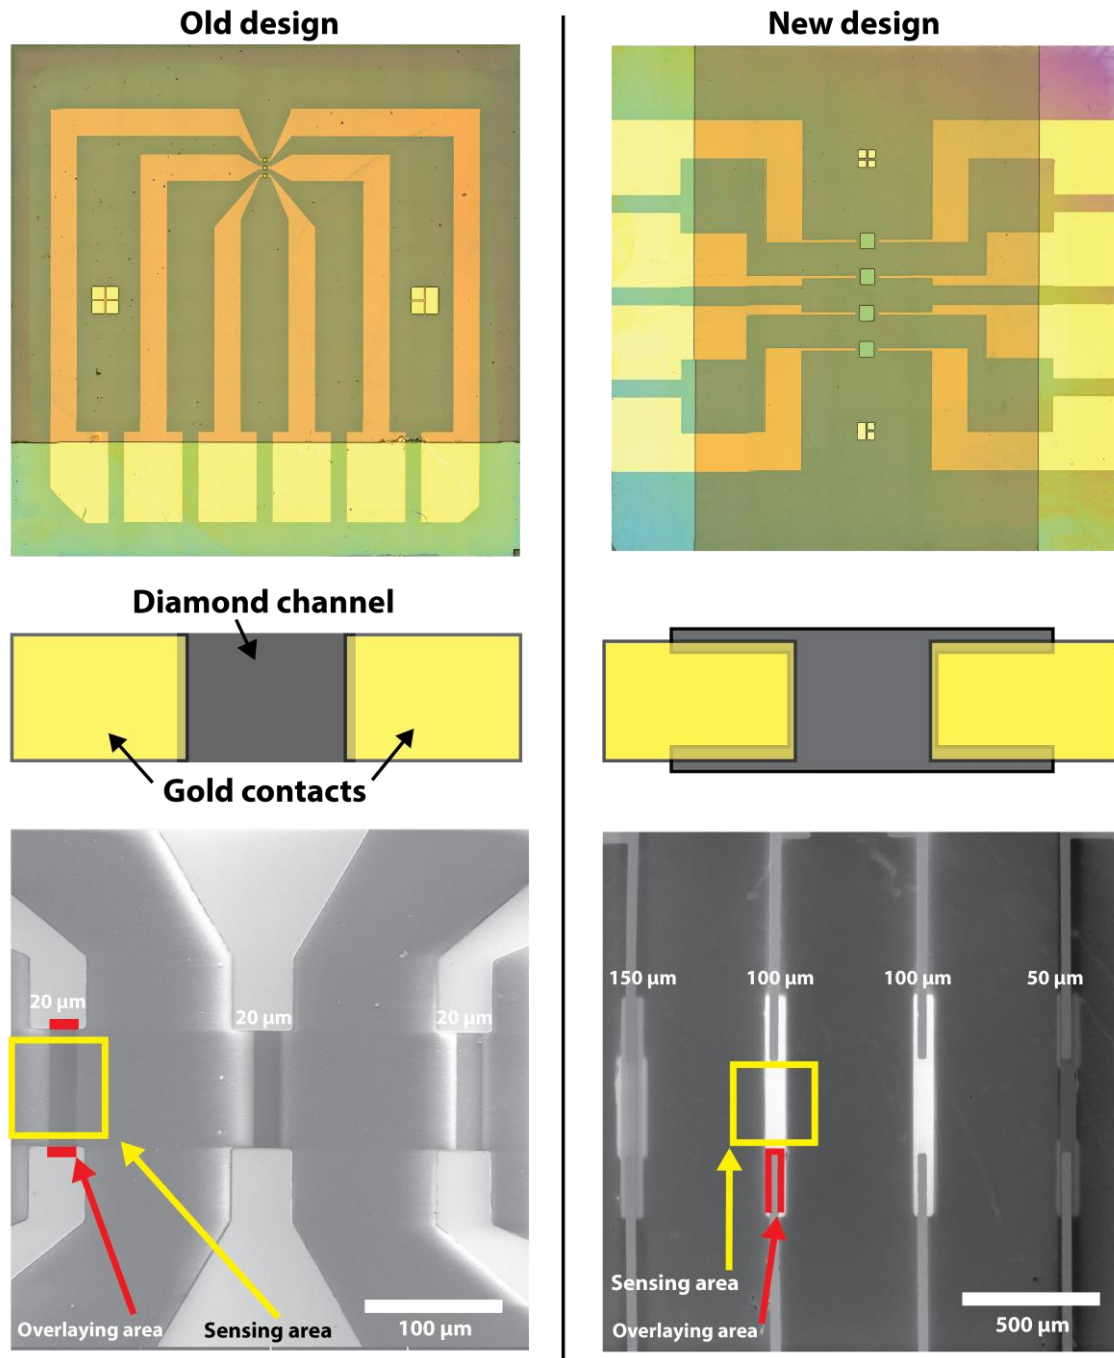 Old design
New design
Diamond channel
Gold contacts
20 µm
20 µm
20 µm
Overlaying area
Sensing area
100 µm
150 µm
100 µm
100 µm
50 µm
Sensing area
Overlaying area
500 µm